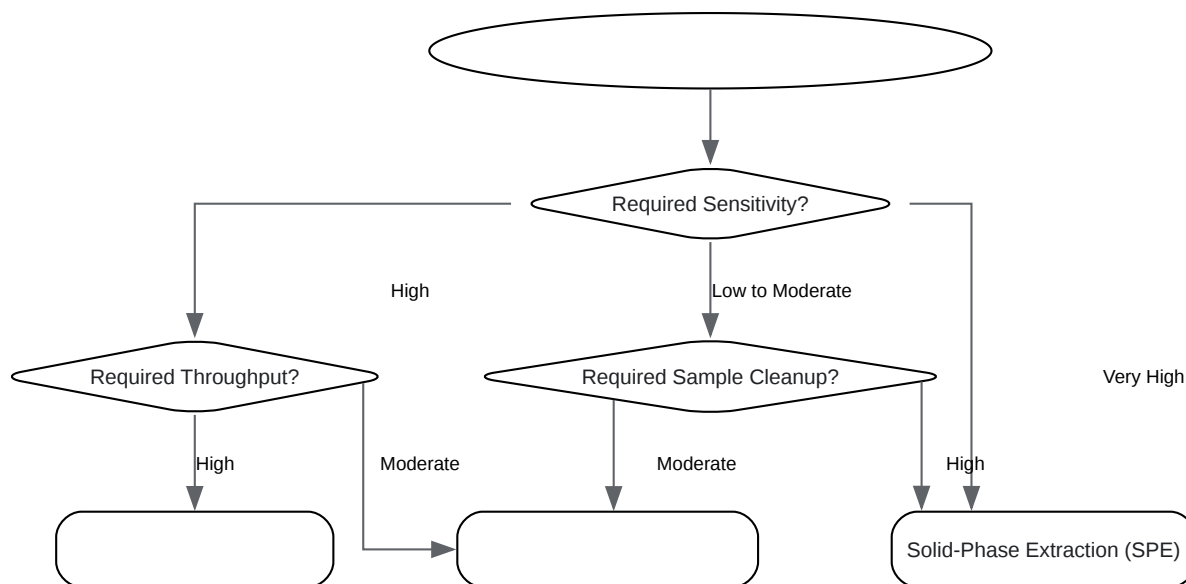 Required Sensitivity?
High
Low to Moderate
Required Throughput?
Required Sample Cleanup?
Very High
High
Moderate
Moderate
High
Solid-Phase Extraction (SPE)